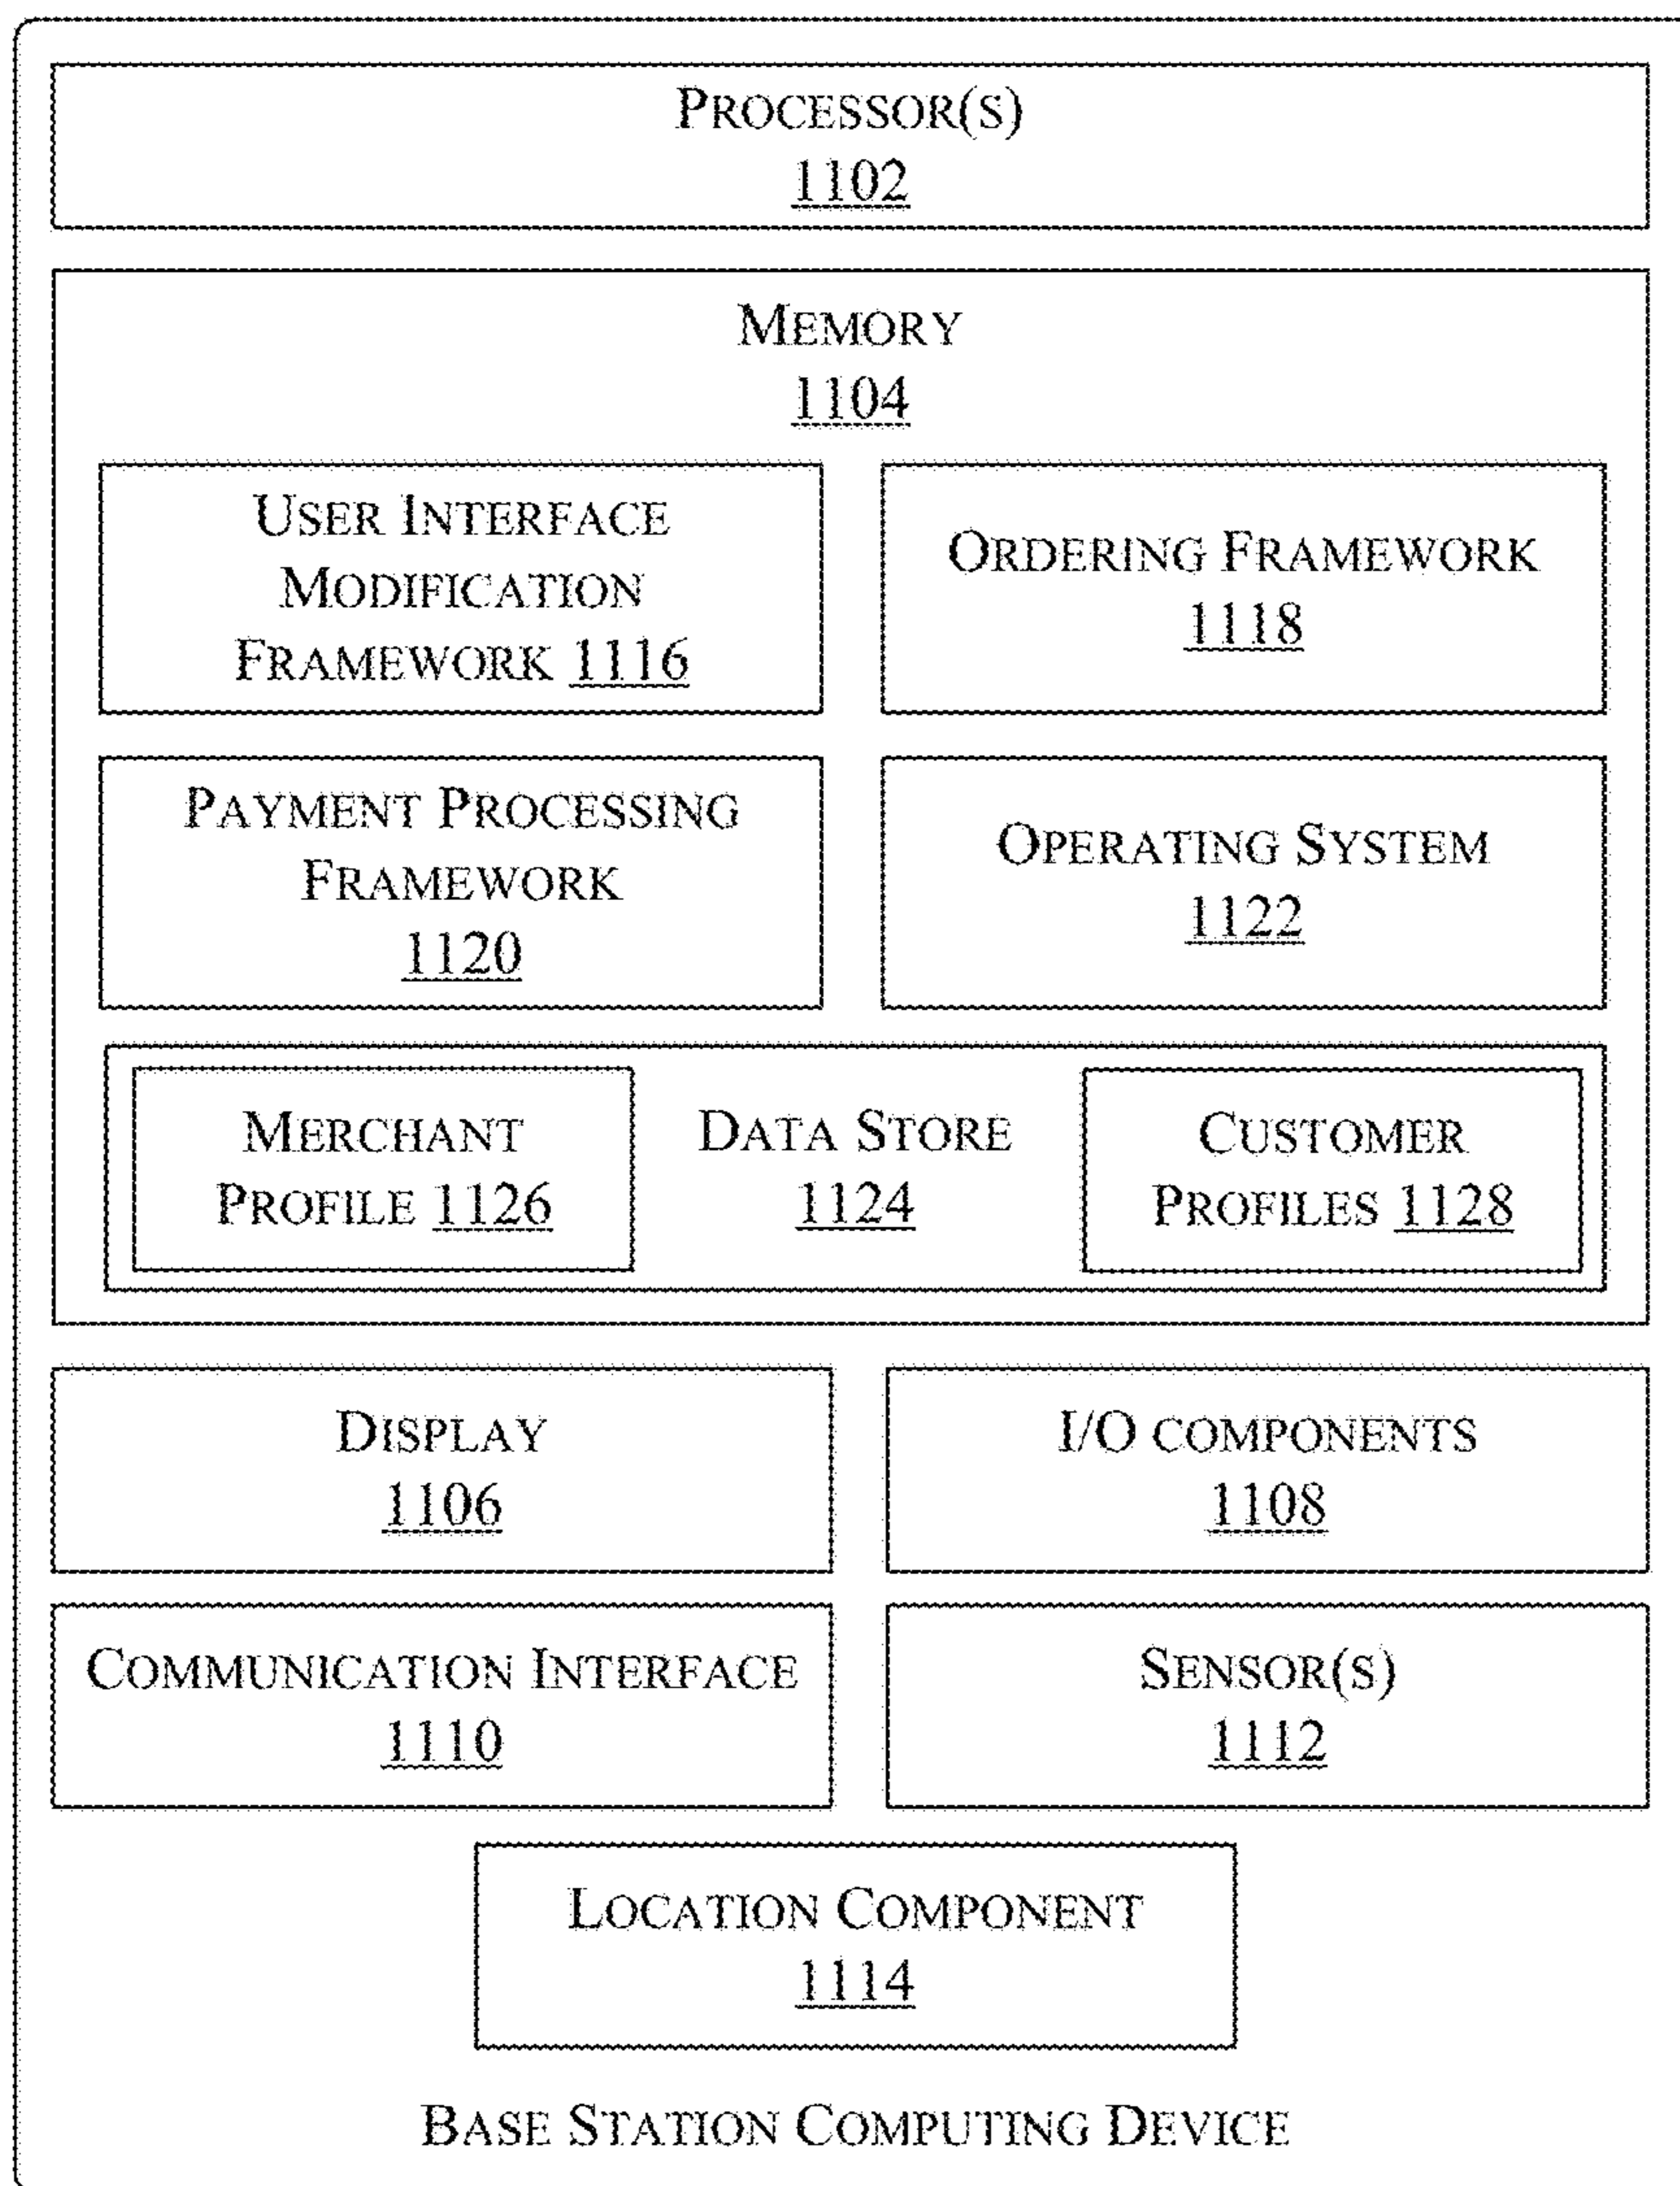 PROCESSOR(S)
1102
MEMORY
1104
USER INTERFACE
MODIFICATION
FRAMEWORK 1116
ORDERING FRAMEWORK
1118
PAYMENT PROCESSING
FRAMEWORK
1120
OPERATING SYSTEM
1122
MERCHANT
PROFILE 1126
DATA STORE
1124
CUSTOMER
PROFILES 1128
DISPLAY
1106
I/O COMPONENTS
1108
COMMUNICATION INTERFACE
1110
SENSOR(S)
1112
LOCATION COMPONENT
1114
BASE STATION COMPUTING DEVICE